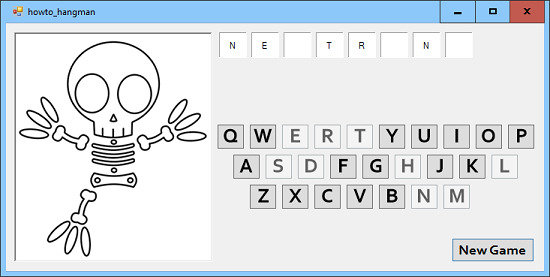 howto_hangman
N E T R N
Q W E R T Y U I O P
A S D F G H J K L
Z X C V B N M
New Game